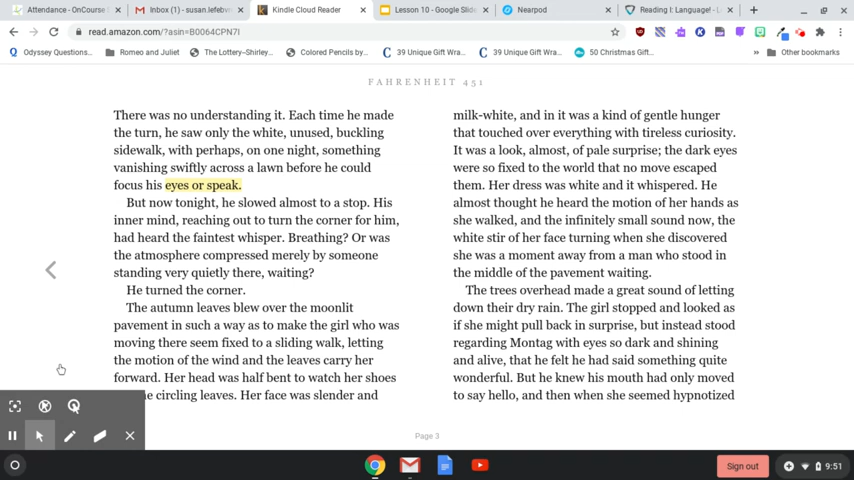 Attendance - OnCourse S
Inbox (1) - susan.lefebv
Kindle Cloud Reader
Lesson 10 - Google Slid
Nearpod
Reading I: Language! - L
read.amazon.com/?asin=B0064CPN7I
Odyssey Questions...
Romeo and Juliet
The Lottery--Shirley...
Colored Pencils by...
39 Unique Gift Wra...
39 Unique Gift Wra...
50 Christmas Gift...
»
Other bookmarks
FAHRENHEIT 451
There was no understanding it. Each time he made
the turn, he saw only the white, unused, buckling
sidewalk, with perhaps, on one night, something
vanishing swiftly across a lawn before he could
focus his eyes or speak.
But now tonight, he slowed almost to a stop. His
inner mind, reaching out to turn the corner for him,
had heard the faintest whisper. Breathing? Or was
the atmosphere compressed merely by someone
standing very quietly there, waiting?
He turned the corner.
The autumn leaves blew over the moonlit
pavement in such a way as to make the girl who was
moving there seem fixed to a sliding walk, letting
the motion of the wind and the leaves carry her
forward. Her head was half bent to watch her shoes
circling leaves. Her face was slender and
milk-white, and in it was a kind of gentle hunger
that touched over everything with tireless curiosity.
It was a look, almost, of pale surprise; the dark eyes
were so fixed to the world that no move escaped
them. Her dress was white and it whispered. He
almost thought he heard the motion of her hands as
she walked, and the infinitely small sound now, the
white stir of her face turning when she discovered
she was a moment away from a man who stood in
the middle of the pavement waiting.
The trees overhead made a great sound of letting
down their dry rain. The girl stopped and looked as
if she might pull back in surprise, but instead stood
regarding Montag with eyes so dark and shining
and alive, that he felt he had said something quite
wonderful. But he knew his mouth had only moved
to say hello, and then when she seemed hypnotized
Page 3
Sign out
9:51